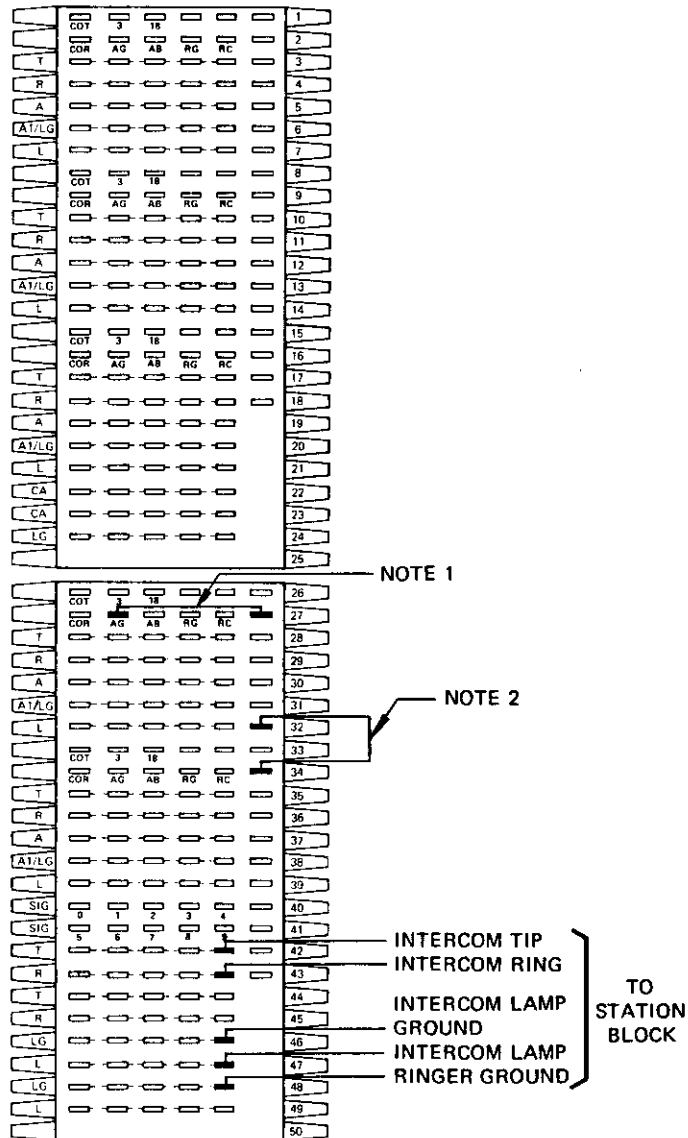 1
COT 3 18
2
COR AG AB RG RC
T 3
R 4
A 5
A1/LG 6
L 7
8
COT 3 18
9
COR AG AB RG RC
T 10
R 11
A 12
A1/LG 13
L 14
15
COT 3 18
16
COR AG AB RG RC
T 17
R 18
A 19
A1/LG 20
L 21
CA 22
CA 23
LG 24
25
NOTE 1
26
COT 3 18
27
COR AG AB RG RC
T 28
R 29
A 30
A1/LG 31
NOTE 2
L 32
33
COT 3 18
34
COR AG AB RG RC
T 35
R 36
A 37
A1/LG 38
L 39
SIG 40
0 1 2 3 4
SIG 41
5 6 7 8
T 42 INTERCOM TIP
R 43 INTERCOM RING
T 44
R 45
INTERCOM LAMP
GROUND
LG 46
L 47 INTERCOM LAMP
LG 48 RINGER GROUND
L 49
50
TO
STATION
BLOCK